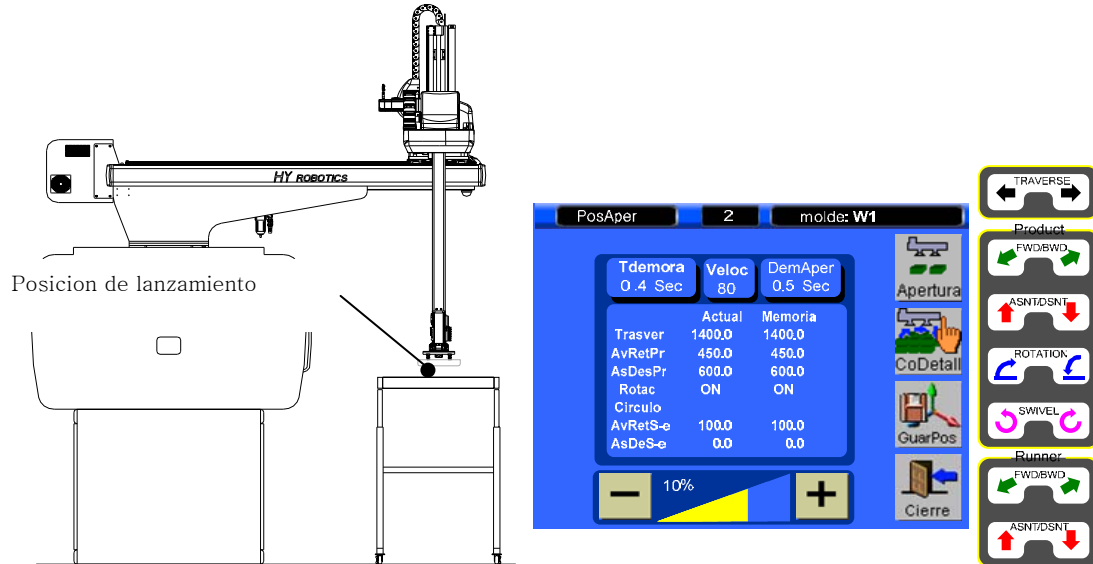 HY ROBOTICS
Posicion de lanzamiento
PosAper 2 molde: W1
Tdemora Veloc DemAper
0.4 Sec 80 0.5 Sec
Actual Memoria
Trasver 1400.0 1400.0
AvRetPr 450.0 450.0
AsDesPr 600.0 600.0
Rotac ON ON
Circulo
AvRetS-e 100.0 100.0
AsDeS-e 0.0 0.0
− 10% +
Apertura
CoDetall
GuarPos
Cierre
TRAVERSE
Product
FWD/BWD
ASNT/DSNT
ROTATION
SWIVEL
Runner
FWD/BWD
ASNT/DSNT